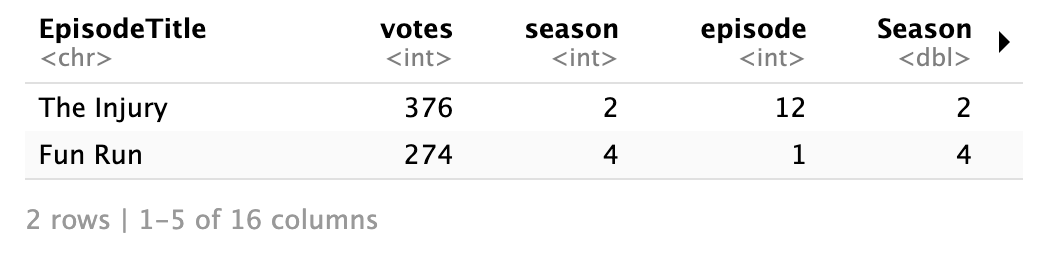 EpisodeTitle votes season episode Season
<chr> <int> <int> <int> <dbl>
The Injury 376 2 12 2
Fun Run 274 4 1 4
2 rows | 1–5 of 16 columns